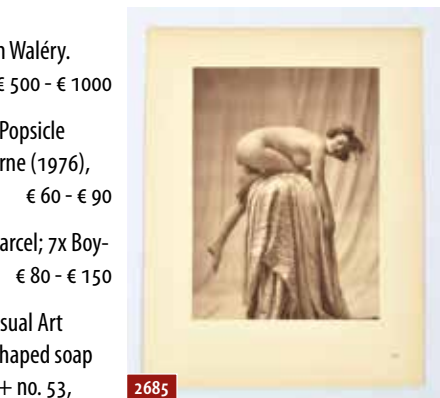 n Waléry.
€ 500 - € 1000
Popsicle
rne (1976),
€ 60 - € 90
arcel; 7x Boy-
€ 80 - € 150
sual Art
haped soap
+ no. 53,
2685